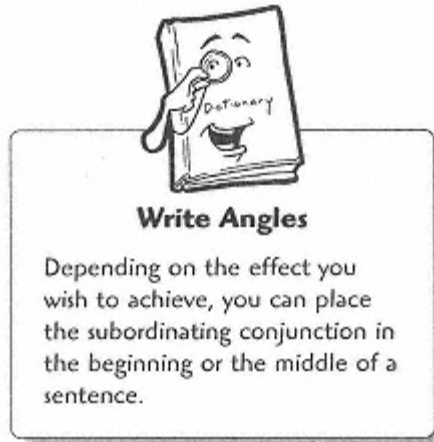 Dictionary
Write Angles
Depending on the effect you
wish to achieve, you can place
the subordinating conjunction in
the beginning or the middle of a
sentence.